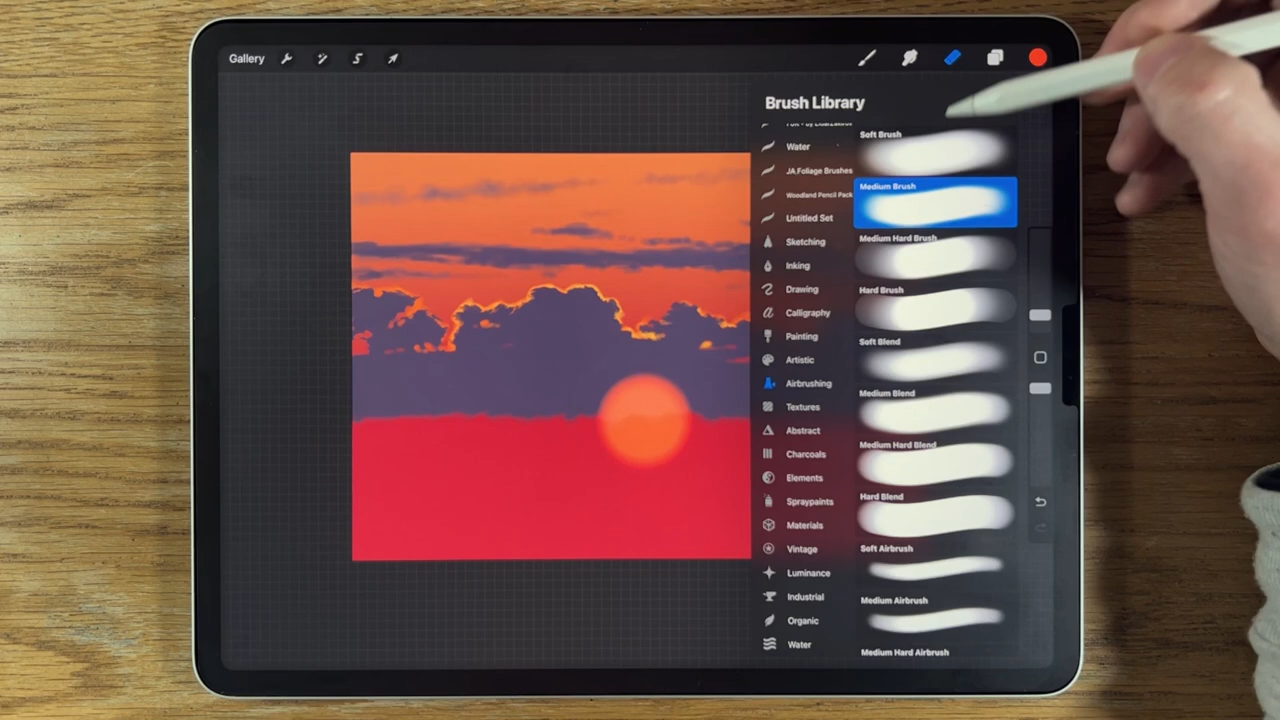 Gallery
Brush Library
Water
JA.Foliage Brushes
Woodland Pencil Pack
Untitled Set
Sketching
Inking
Drawing
Calligraphy
Painting
Artistic
Airbrushing
Textures
Abstract
Charcoals
Elements
Spraypaints
Materials
Vintage
Luminance
Industrial
Organic
Water
Soft Brush
Medium Brush
Medium Hard Brush
Hard Brush
Soft Blend
Medium Blend
Medium Hard Blend
Hard Blend
Soft Airbrush
Medium Airbrush
Medium Hard Airbrush